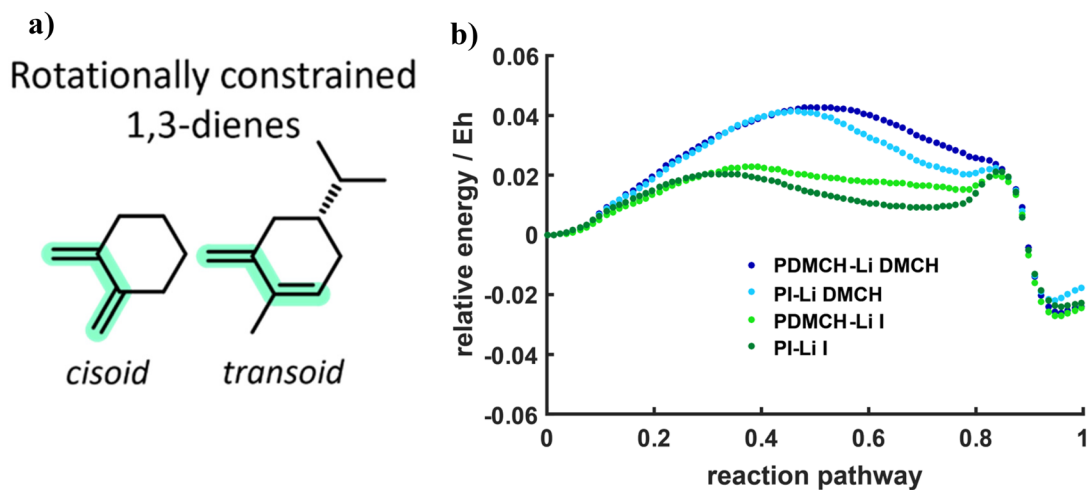 a)
Rotationally constrained
1,3-dienes
cisoid
transoid
b)
relative energy / Eh
0.06
0.04
0.02
0
-0.02
-0.04
-0.06
PDMCH-Li DMCH
PI-Li DMCH
PDMCH-Li I
PI-Li I
0
0.2
0.4
0.6
0.8
1
reaction pathway